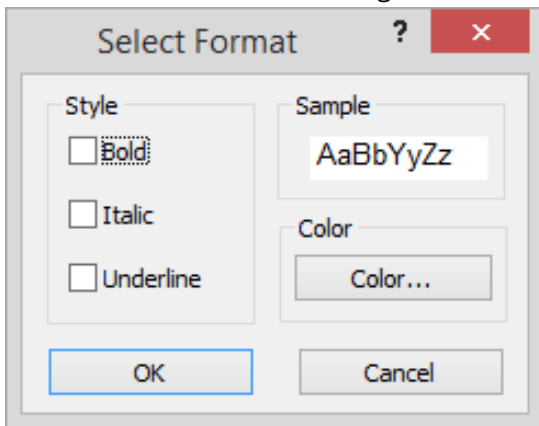 Select Format ? ×
Style
Bold
Italic
Underline
Sample
AaBbYyZz
Color
Color...
OK
Cancel